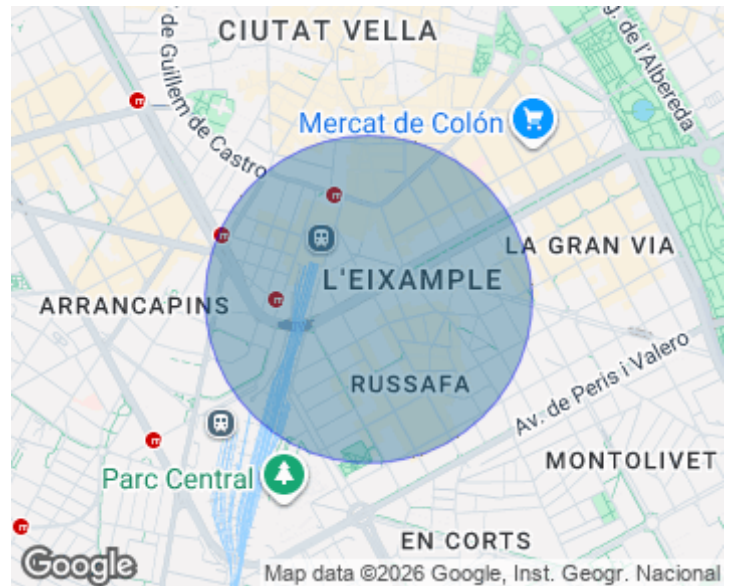 CIUTAT VELLA
de Guillem de Castro
g. de l'Albereda
Mercat de Colón
LA GRAN VIA
L'EIXAMPLE
ARRANCAPINS
RUSSAFA
Av. de Peris i Valero
MONTOLIVET
Parc Central
EN CORTS
Google
Map data ©2026 Google, Inst. Geogr. Nacional